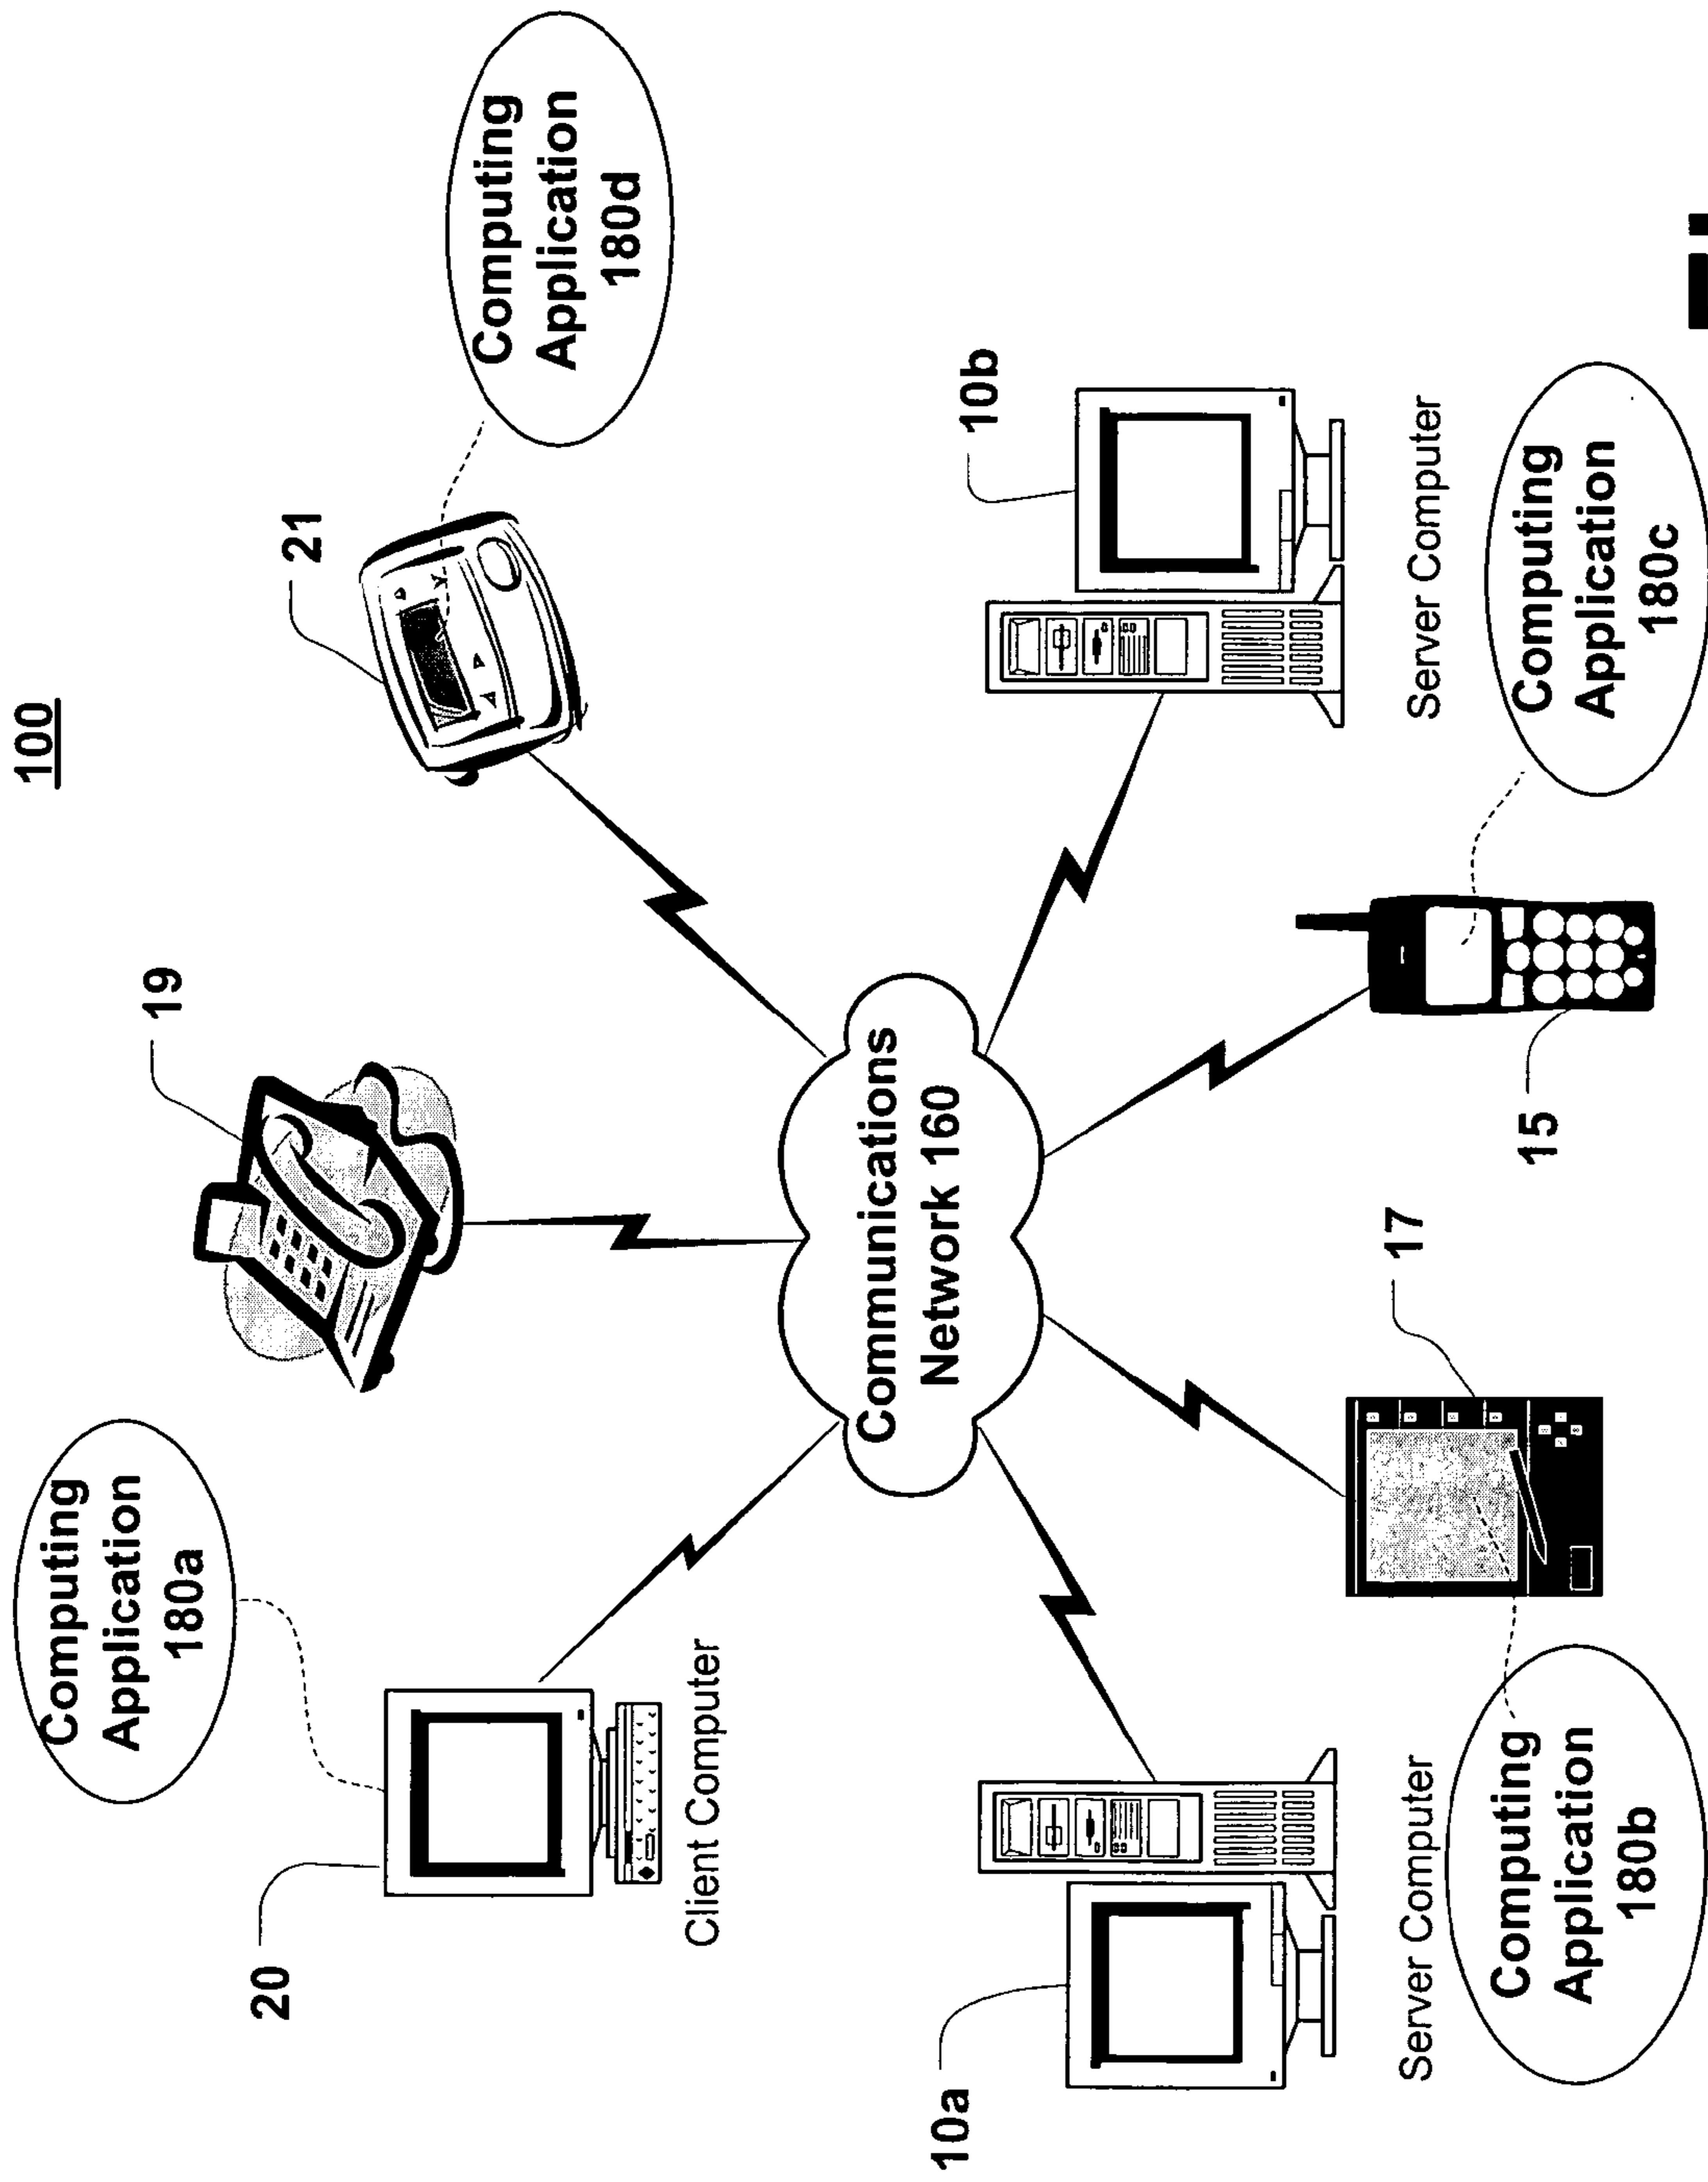 100
Computing
Application
180a
20
Client Computer
19
21
Computing
Application
180d
Communications
Network 160
10a
Server Computer
Computing
Application
180b
17
15
10b
Server Computer
Computing
Application
180c